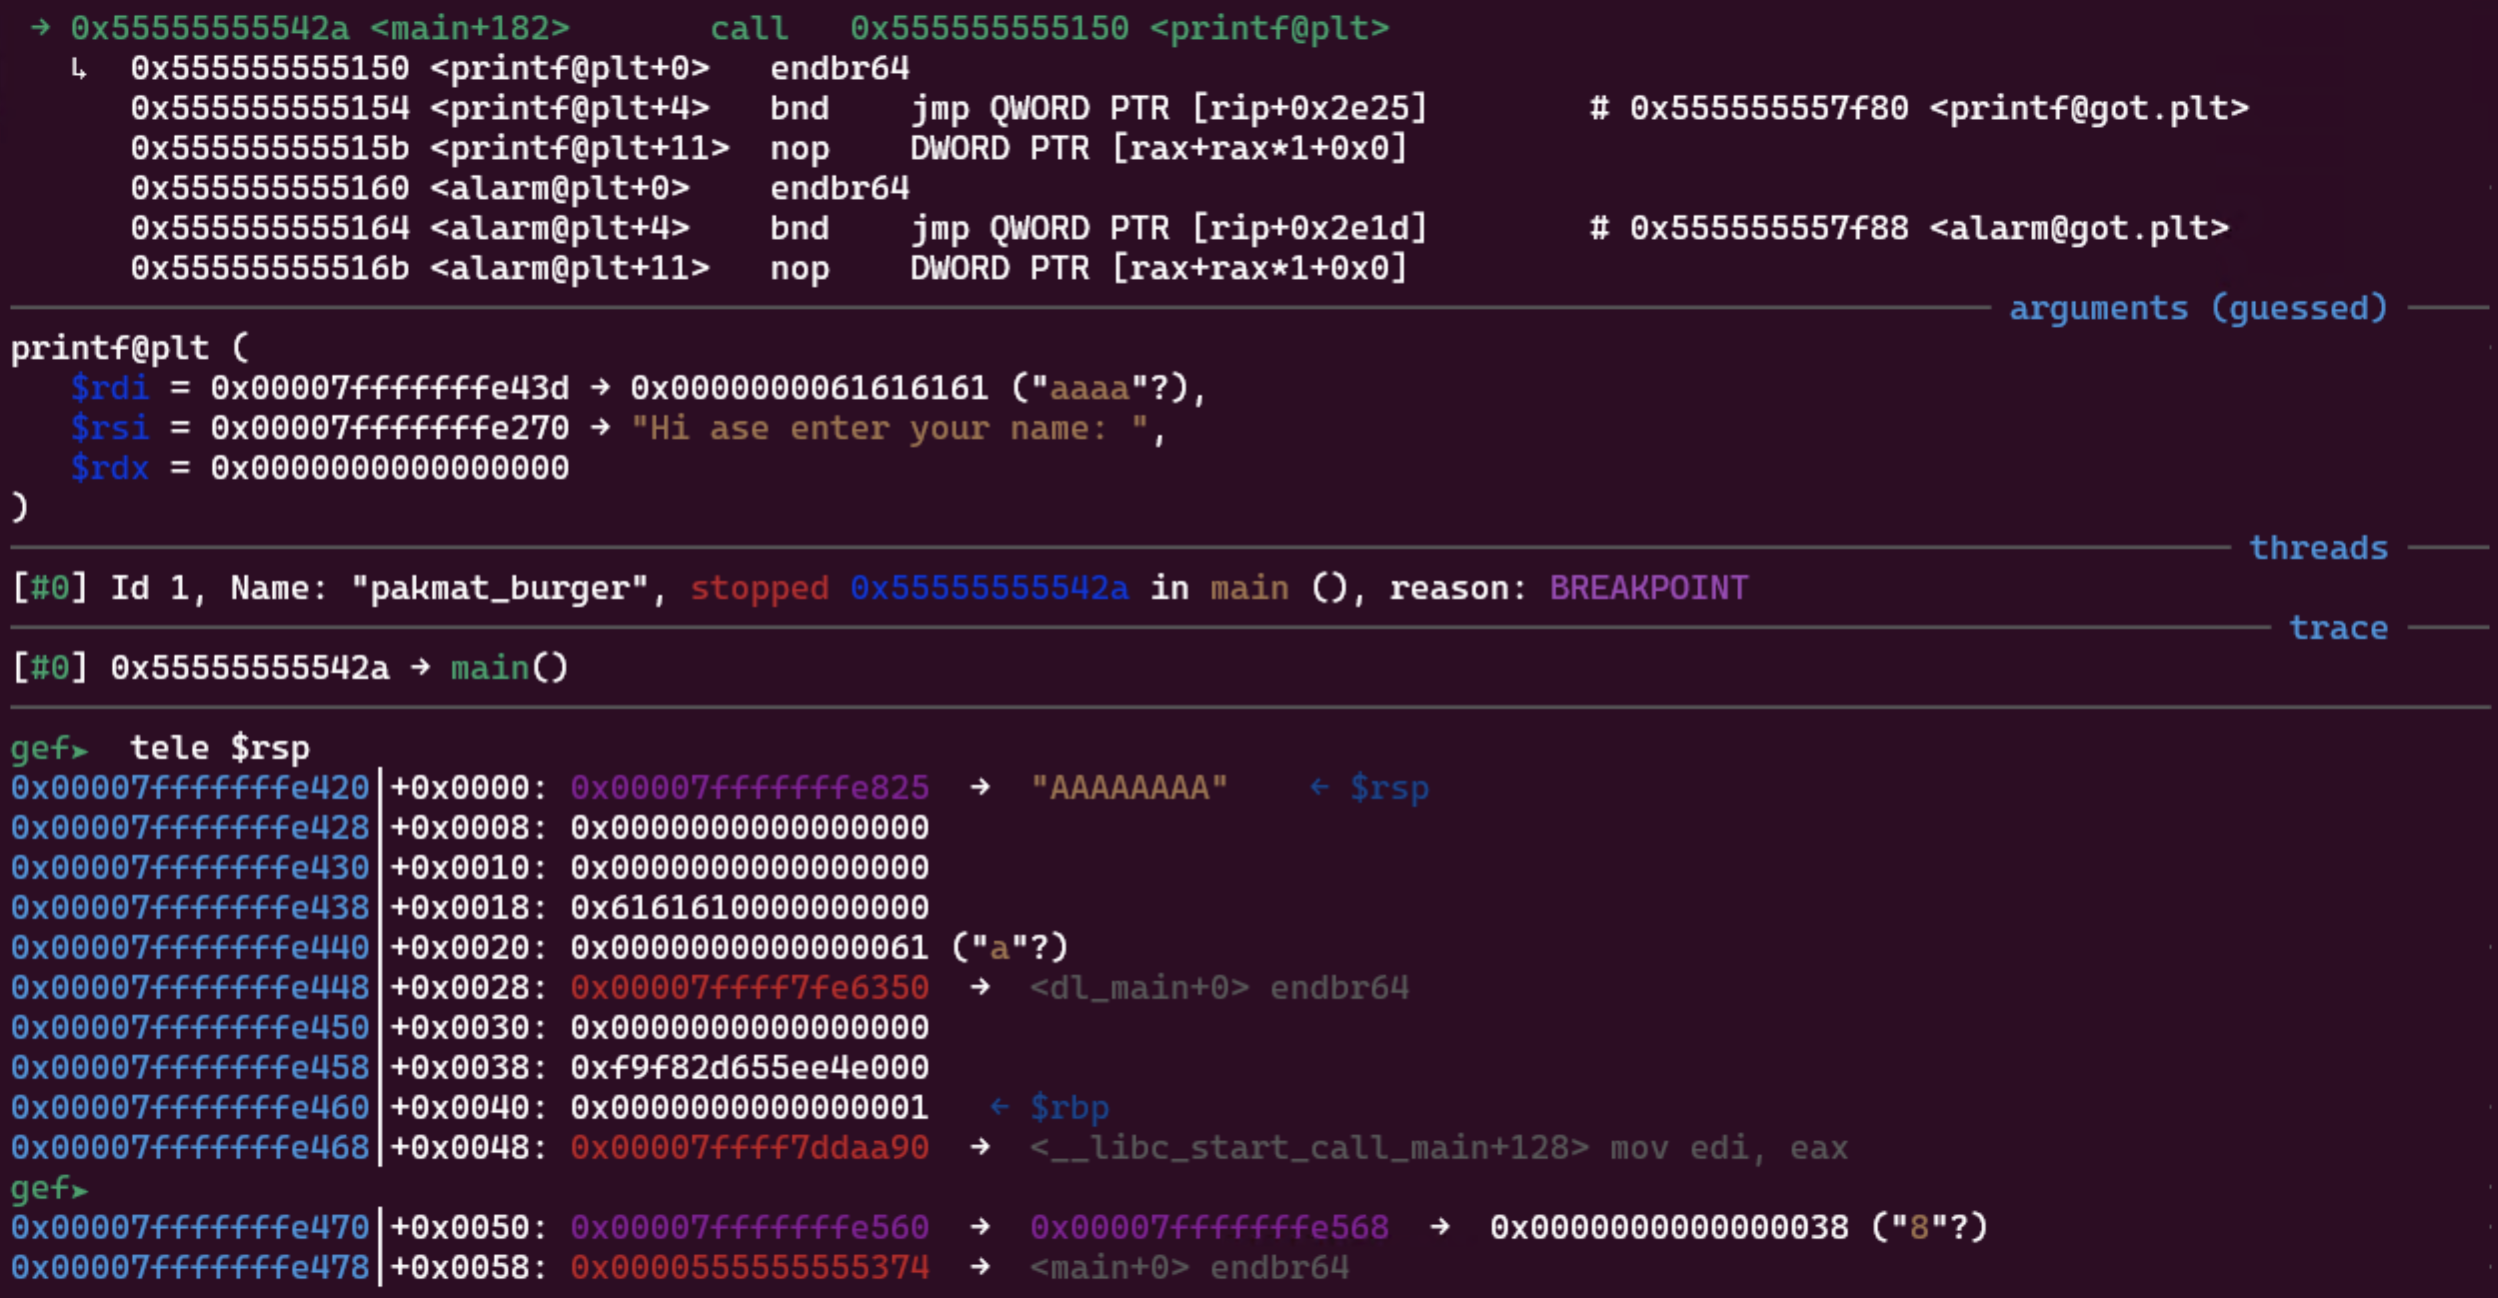 → 0x55555555542a <main+182>       call   0x555555555150 <printf@plt>
↳  0x555555555150 <printf@plt+0>   endbr64
0x555555555154 <printf@plt+4>   bnd    jmp QWORD PTR [rip+0x2e25]        # 0x555555557f80 <printf@got.plt>
0x55555555515b <printf@plt+11>  nop    DWORD PTR [rax+rax*1+0x0]
0x555555555160 <alarm@plt+0>    endbr64
0x555555555164 <alarm@plt+4>    bnd    jmp QWORD PTR [rip+0x2e1d]        # 0x555555557f88 <alarm@got.plt>
0x55555555516b <alarm@plt+11>   nop    DWORD PTR [rax+rax*1+0x0]
arguments (guessed)
printf@plt (
$rdi = 0x00007fffffffe43d → 0x0000000061616161 ("aaaa"?),
$rsi = 0x00007fffffffe270 → "Hi ase enter your name: ",
$rdx = 0x0000000000000000
)
threads
[#0] Id 1, Name: "pakmat_burger", stopped 0x55555555542a in main (), reason: BREAKPOINT
trace
[#0] 0x55555555542a → main()
gef➤  tele $rsp
0x00007fffffffe420│+0x0000: 0x00007fffffffe825  →  "AAAAAAAA"    ← $rsp
0x00007fffffffe428│+0x0008: 0x0000000000000000
0x00007fffffffe430│+0x0010: 0x0000000000000000
0x00007fffffffe438│+0x0018: 0x6161610000000000
0x00007fffffffe440│+0x0020: 0x0000000000000061 ("a"?)
0x00007fffffffe448│+0x0028: 0x00007ffff7fe6350  →  <dl_main+0> endbr64
0x00007fffffffe450│+0x0030: 0x0000000000000000
0x00007fffffffe458│+0x0038: 0xf9f82d655ee4e000
0x00007fffffffe460│+0x0040: 0x0000000000000001   ← $rbp
0x00007fffffffe468│+0x0048: 0x00007ffff7ddaa90  →  <__libc_start_call_main+128> mov edi, eax
gef➤
0x00007fffffffe470│+0x0050: 0x00007fffffffe560  →  0x00007fffffffe568  →  0x0000000000000038 ("8"?)
0x00007fffffffe478│+0x0058: 0x0000555555555374  →  <main+0> endbr64